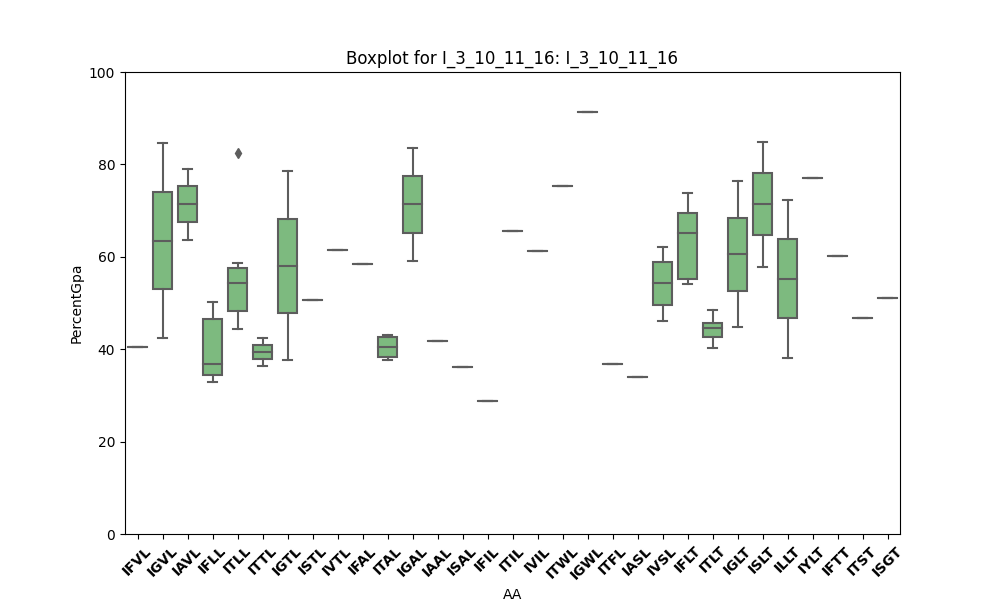 Boxplot for I_3_10_11_16: I_3_10_11_16
100
80
60
40
20
0
PercentGpa
IFVL IGVL IAVL IFLL ITLL ITTL IGTL ISTL IVTL IFAL ITAL IGAL IAAL ISAL IFIL ITIL IVIL ITWL IGWL ITFL IASL IVSL IFLT ITLT IGLT ISLT ILLT IYLT IFTT ITST ISGT
AA